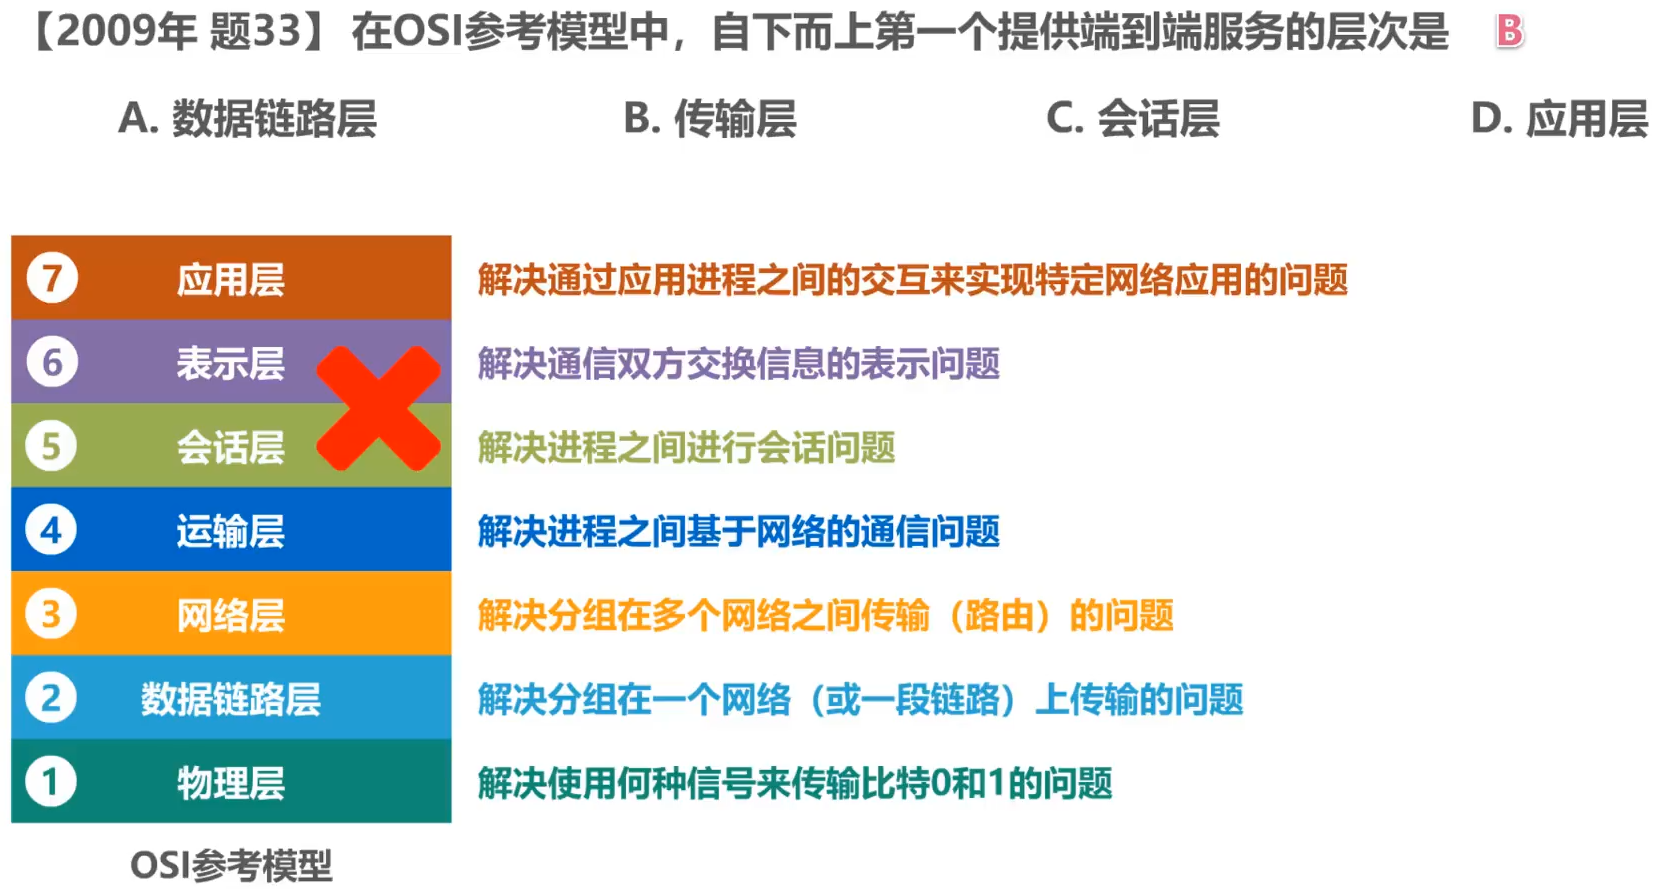 【2009年 题33】 在OSI参考模型中，自下而上第一个提供端到端服务的层次是 B
A. 数据链路层 B. 传输层 C. 会话层 D. 应用层
7 应用层 解决通过应用进程之间的交互来实现特定网络应用的问题
6 表示层 解决通信双方交换信息的表示问题
5 会话层 解决进程之间进行会话问题
4 运输层 解决进程之间基于网络的通信问题
3 网络层 解决分组在多个网络之间传输（路由）的问题
2 数据链路层 解决分组在一个网络（或一段链路）上传输的问题
1 物理层 解决使用何种信号来传输比特0和1的问题
OSI参考模型